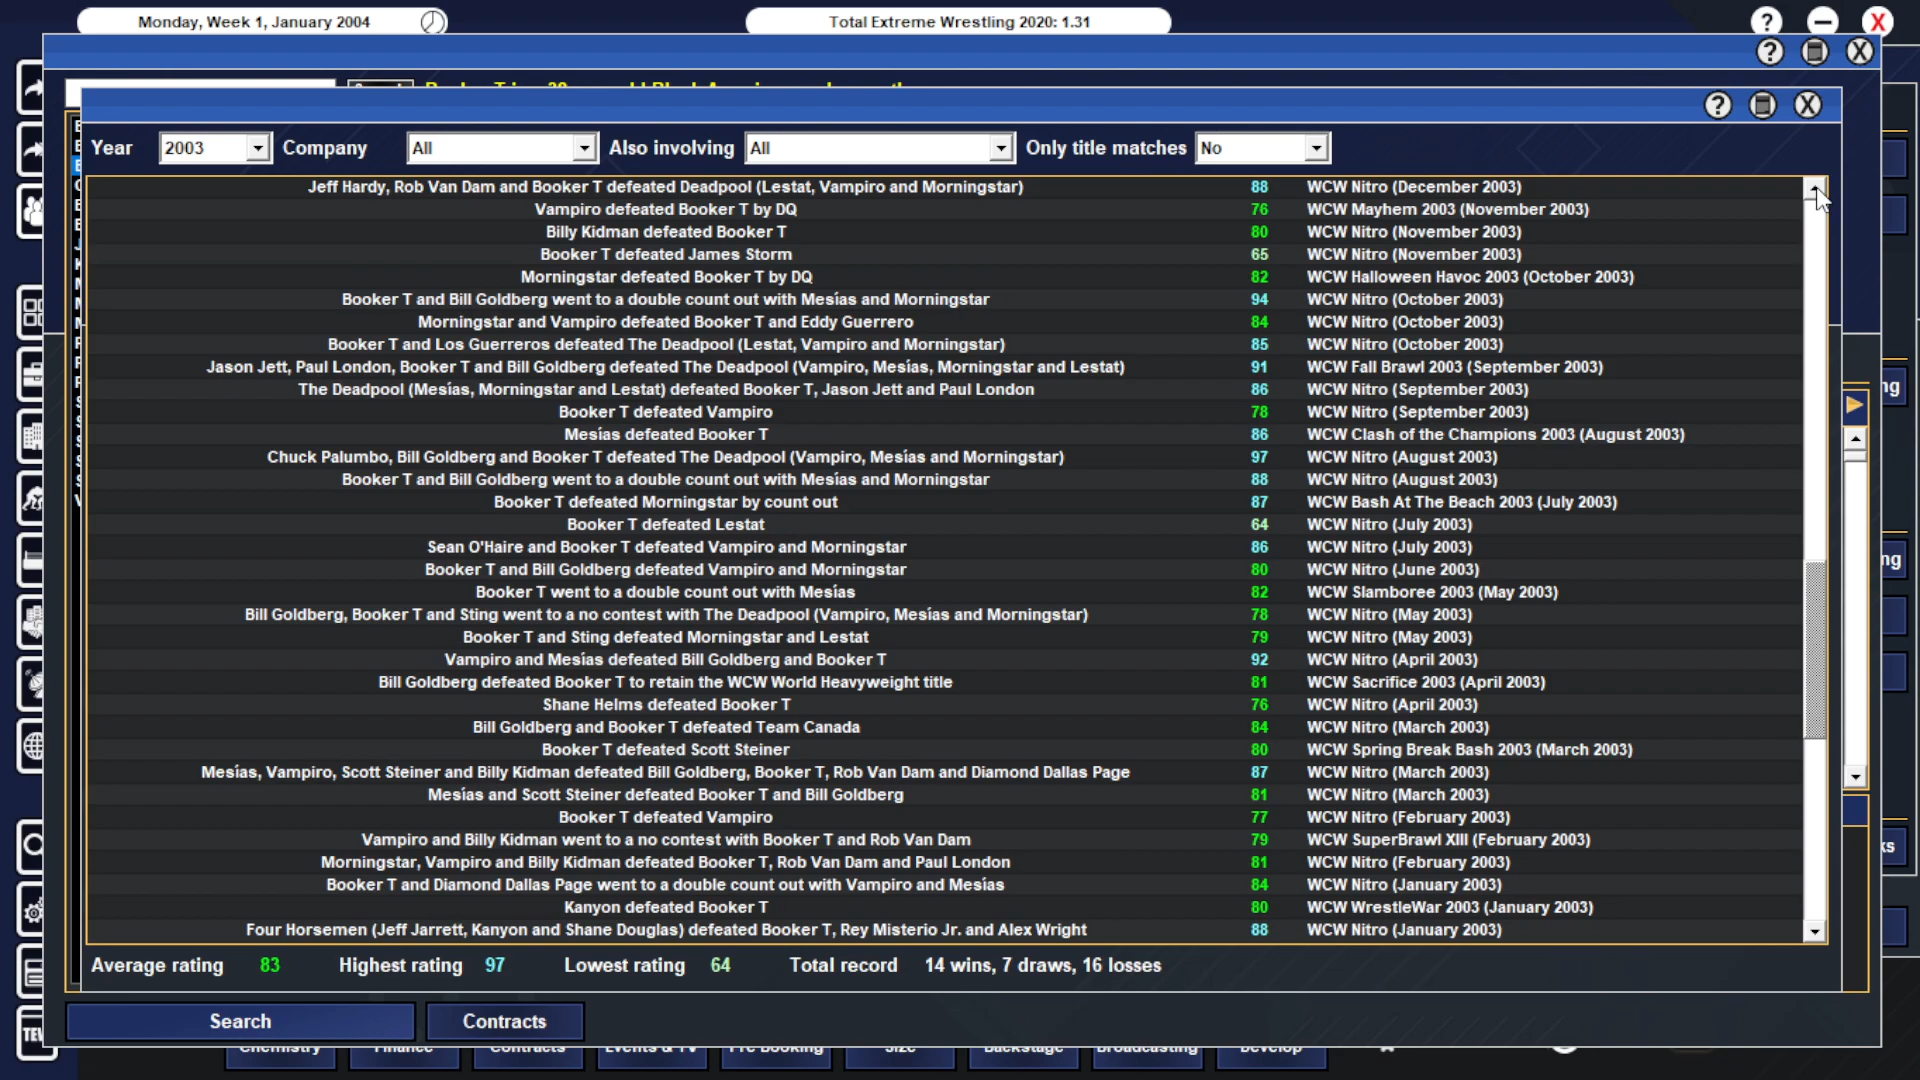 Monday, Week 1, January 2004
Total Extreme Wrestling 2020: 1.31
Year 2003 Company All Also involving All Only title matches No
Jeff Hardy, Rob Van Dam and Booker T defeated Deadpool (Lestat, Vampiro and Morningstar) 88 WCW Nitro (December 2003)
Vampiro defeated Booker T by DQ 76 WCW Mayhem 2003 (November 2003)
Billy Kidman defeated Booker T 80 WCW Nitro (November 2003)
Booker T defeated James Storm 65 WCW Nitro (November 2003)
Morningstar defeated Booker T by DQ 82 WCW Halloween Havoc 2003 (October 2003)
Booker T and Bill Goldberg went to a double count out with Mesías and Morningstar 94 WCW Nitro (October 2003)
Morningstar and Vampiro defeated Booker T and Eddy Guerrero 84 WCW Nitro (October 2003)
Booker T and Los Guerreros defeated The Deadpool (Lestat, Vampiro and Morningstar) 85 WCW Nitro (October 2003)
Jason Jett, Paul London, Booker T and Bill Goldberg defeated The Deadpool (Vampiro, Mesías, Morningstar and Lestat) 91 WCW Fall Brawl 2003 (September 2003)
The Deadpool (Mesías, Morningstar and Lestat) defeated Booker T, Jason Jett and Paul London 86 WCW Nitro (September 2003)
Booker T defeated Vampiro 78 WCW Nitro (September 2003)
Mesías defeated Booker T 86 WCW Clash of the Champions 2003 (August 2003)
Chuck Palumbo, Bill Goldberg and Booker T defeated The Deadpool (Vampiro, Mesías and Morningstar) 97 WCW Nitro (August 2003)
Booker T and Bill Goldberg went to a double count out with Mesías and Morningstar 88 WCW Nitro (August 2003)
Booker T defeated Morningstar by count out 87 WCW Bash At The Beach 2003 (July 2003)
Booker T defeated Lestat 64 WCW Nitro (July 2003)
Sean O'Haire and Booker T defeated Vampiro and Morningstar 86 WCW Nitro (July 2003)
Booker T and Bill Goldberg defeated Vampiro and Morningstar 80 WCW Nitro (June 2003)
Booker T went to a double count out with Mesías 82 WCW Slamboree 2003 (May 2003)
Bill Goldberg, Booker T and Sting went to a no contest with The Deadpool (Vampiro, Mesías and Morningstar) 78 WCW Nitro (May 2003)
Booker T and Sting defeated Morningstar and Lestat 79 WCW Nitro (May 2003)
Vampiro and Mesías defeated Bill Goldberg and Booker T 92 WCW Nitro (April 2003)
Bill Goldberg defeated Booker T to retain the WCW World Heavyweight title 81 WCW Sacrifice 2003 (April 2003)
Shane Helms defeated Booker T 76 WCW Nitro (April 2003)
Bill Goldberg and Booker T defeated Team Canada 84 WCW Nitro (March 2003)
Booker T defeated Scott Steiner 80 WCW Spring Break Bash 2003 (March 2003)
Mesías, Vampiro, Scott Steiner and Billy Kidman defeated Bill Goldberg, Booker T, Rob Van Dam and Diamond Dallas Page 87 WCW Nitro (March 2003)
Mesías and Scott Steiner defeated Booker T and Bill Goldberg 81 WCW Nitro (March 2003)
Booker T defeated Vampiro 77 WCW Nitro (February 2003)
Vampiro and Billy Kidman went to a no contest with Booker T and Rob Van Dam 79 WCW SuperBrawl XIII (February 2003)
Morningstar, Vampiro and Billy Kidman defeated Booker T, Rob Van Dam and Paul London 81 WCW Nitro (February 2003)
Booker T and Diamond Dallas Page went to a double count out with Vampiro and Mesías 84 WCW Nitro (January 2003)
Kanyon defeated Booker T 80 WCW WrestleWar 2003 (January 2003)
Four Horsemen (Jeff Jarrett, Kanyon and Shane Douglas) defeated Booker T, Rey Misterio Jr. and Alex Wright 88 WCW Nitro (January 2003)
Average rating 83 Highest rating 97 Lowest rating 64 Total record 14 wins, 7 draws, 16 losses
Search Contracts
Chemistry Finance Contracts Events & TV Pre Booking Size Backstage Broadcasting Develop